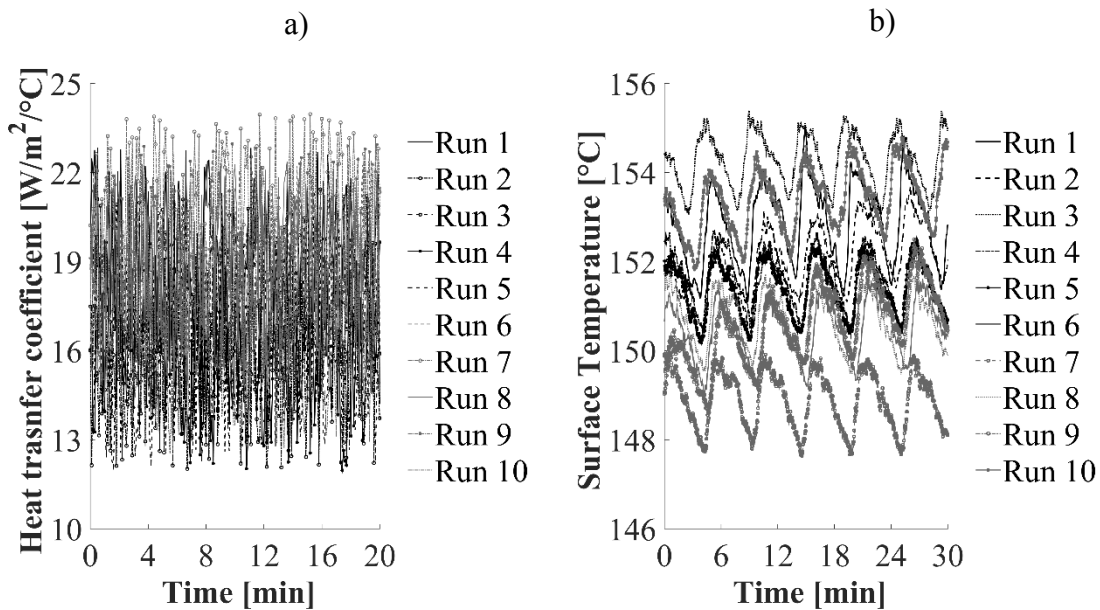 a)
Heat trasnfer coefficient [W/m²/°C]
25
22
19
16
13
10
0 4 8 12 16 20
Time [min]
Run 1
Run 2
Run 3
Run 4
Run 5
Run 6
Run 7
Run 8
Run 9
Run 10
b)
Surface Temperature [°C]
156
154
152
150
148
146
0 6 12 18 24 30
Time [min]
Run 1
Run 2
Run 3
Run 4
Run 5
Run 6
Run 7
Run 8
Run 9
Run 10